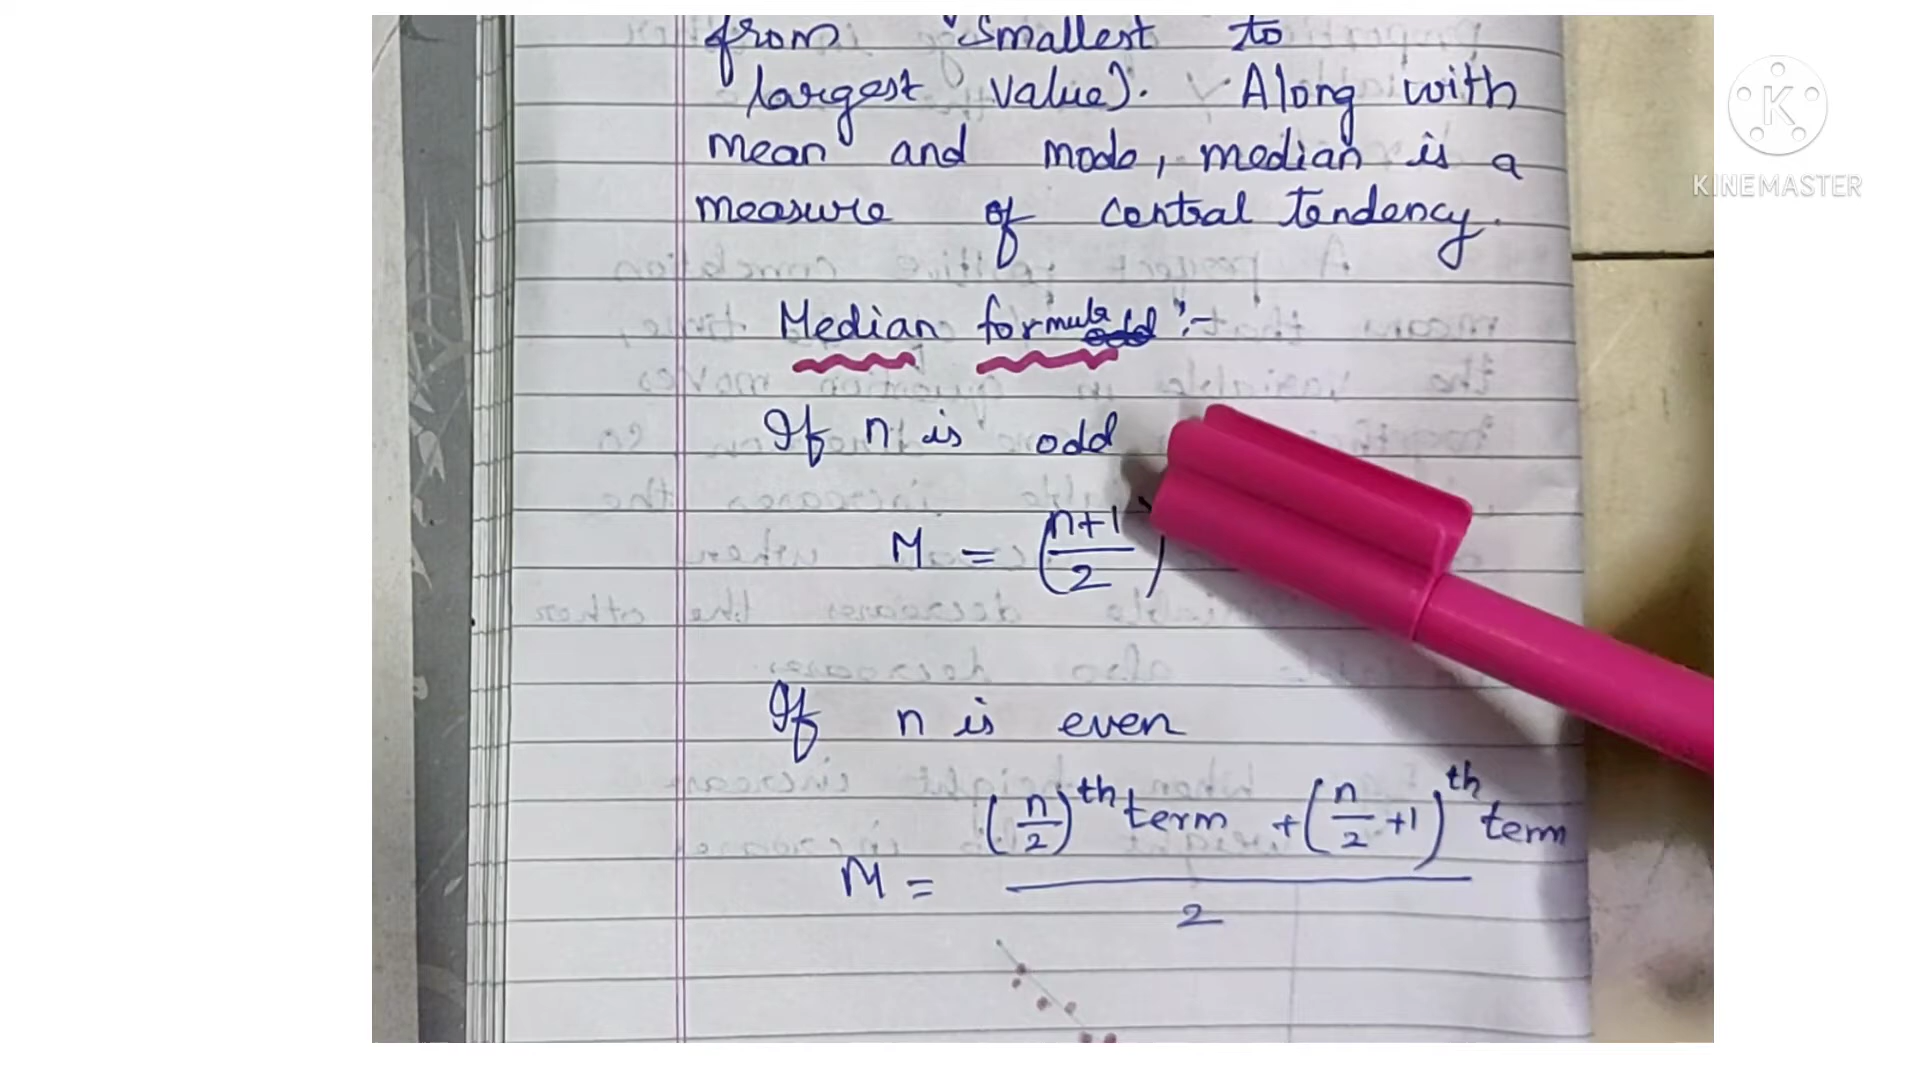 from smallest to
largest value). Along with
mean and mode, median is a
measure of central tendency.
Median formula :-
If n is odd
M = (n+1/2)
If n is even
M = (n/2)th term + (n/2 +1)th term / 2
K
KINEMASTER